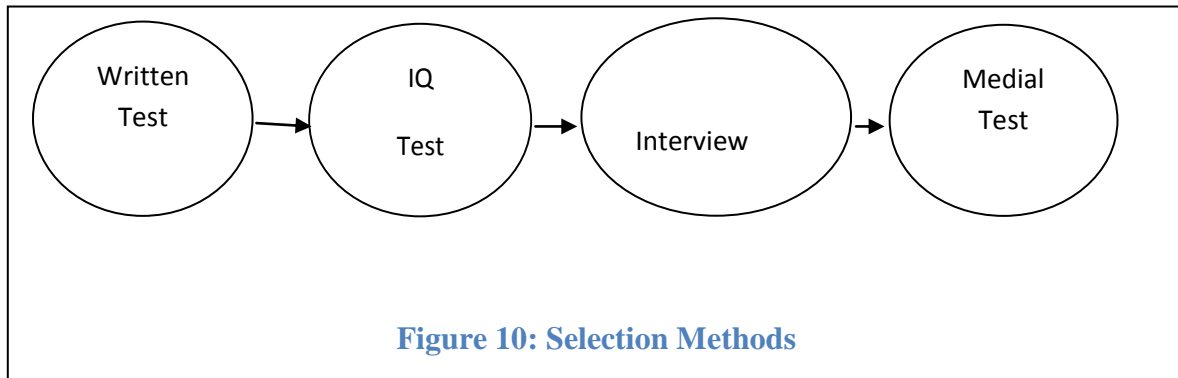 Written
Test
IQ
Test
Interview
Medial
Test
Figure 10: Selection Methods